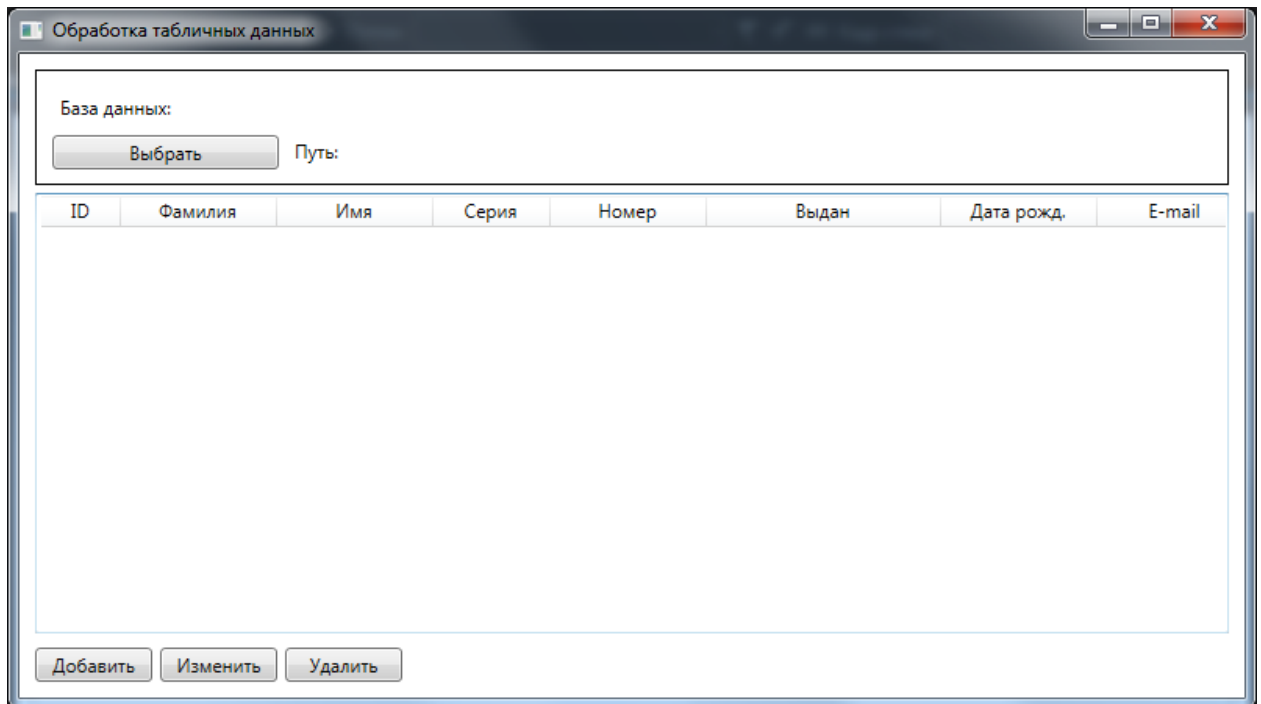 Обработка табличных данных
База данных:
Выбрать Путь:
ID Фамилия Имя Серия Номер Выдан Дата рожд. E-mail
Добавить Изменить Удалить